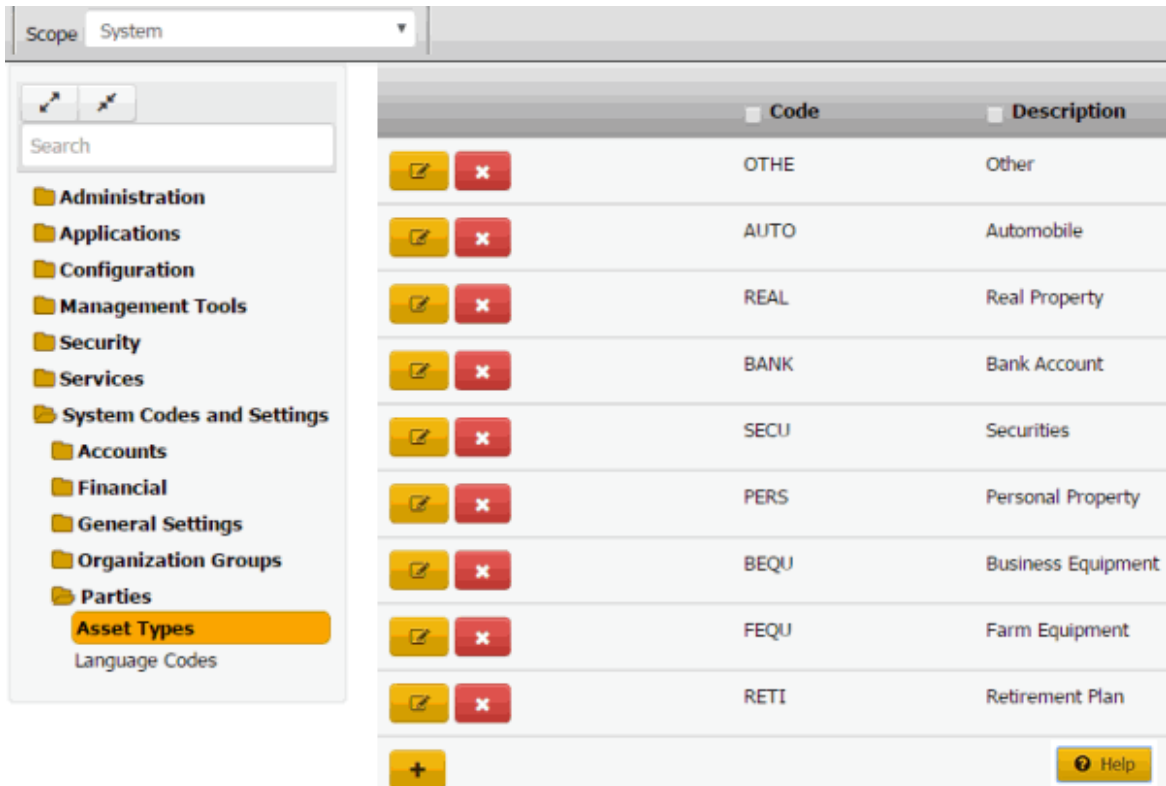 Scope System
Search
Administration
Applications
Configuration
Management Tools
Security
Services
System Codes and Settings
Accounts
Financial
General Settings
Organization Groups
Parties
Asset Types
Language Codes
Code Description
OTHE Other
AUTO Automobile
REAL Real Property
BANK Bank Account
SECU Securities
PERS Personal Property
BEQU Business Equipment
FEQU Farm Equipment
RETI Retirement Plan
Help